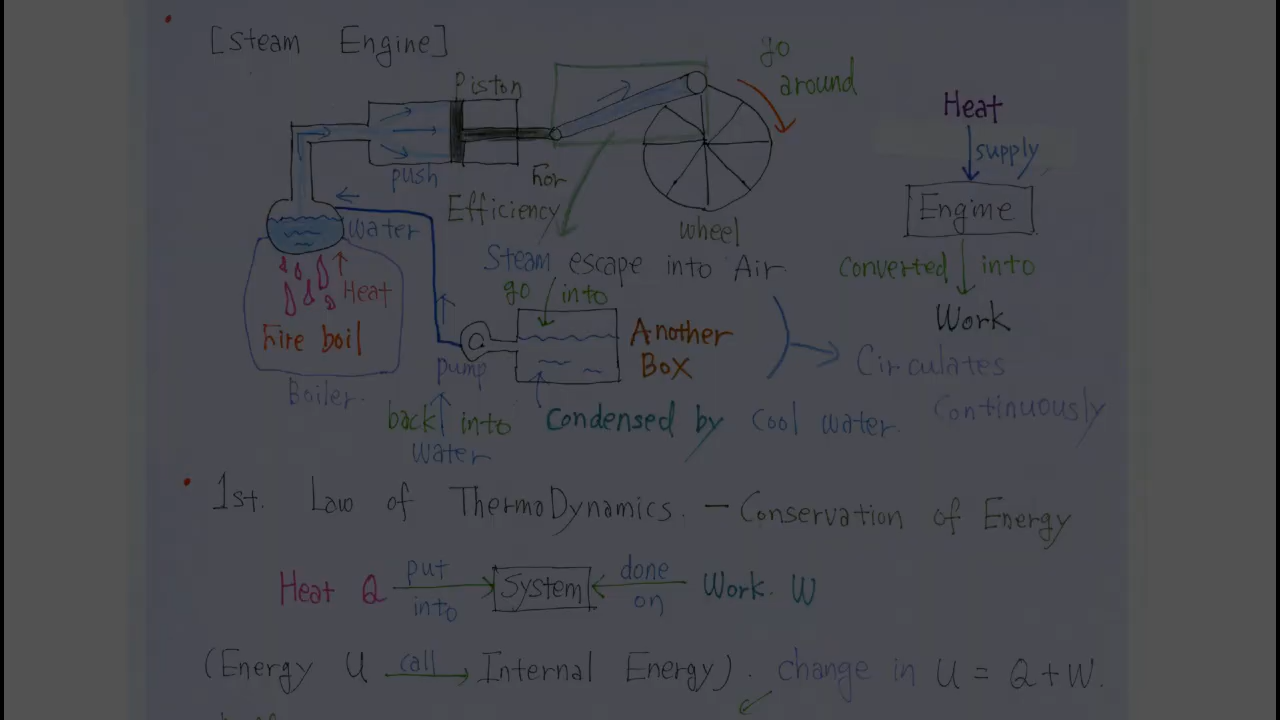 [Steam Engine]
Piston
go
around
push
For
Efficiency
wheel
water
Heat
Fire boil
Boiler.
Steam escape into Air
go into
Another
Box
pump
back into
water
Condensed by cool water.
Heat
supply
Engine
converted into
Work
Circulates
continuously
1st. Law of ThermoDynamics. — Conservation of Energy
Heat Q put into System done on Work. W
(Energy U call Internal Energy). change in U = Q + W.